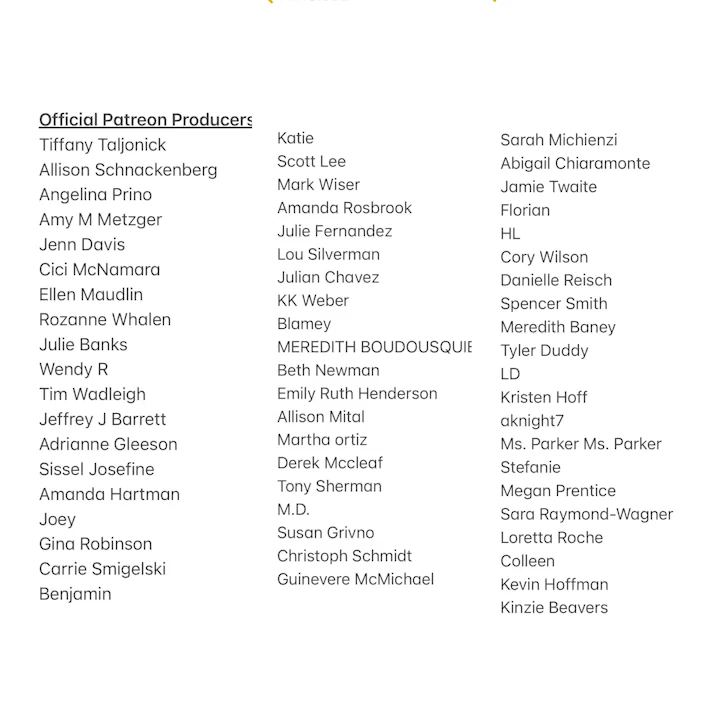 Official Patreon Producers
Tiffany Taljonick
Allison Schnackenberg
Angelina Prino
Amy M Metzger
Jenn Davis
Cici McNamara
Ellen Maudlin
Rozanne Whalen
Julie Banks
Wendy R
Tim Wadleigh
Jeffrey J Barrett
Adrianne Gleeson
Sissel Josefine
Amanda Hartman
Joey
Gina Robinson
Carrie Smigelski
Benjamin
Katie
Scott Lee
Mark Wiser
Amanda Rosbrook
Julie Fernandez
Lou Silverman
Julian Chavez
KK Weber
Blamey
MEREDITH BOUDOUSQUIE
Beth Newman
Emily Ruth Henderson
Allison Mital
Martha ortiz
Derek Mccleaf
Tony Sherman
M.D.
Susan Grivno
Christoph Schmidt
Guinevere McMichael
Sarah Michienzi
Abigail Chiaramonte
Jamie Twaite
Florian
HL
Cory Wilson
Danielle Reisch
Spencer Smith
Meredith Baney
Tyler Duddy
LD
Kristen Hoff
aknight7
Ms. Parker Ms. Parker
Stefanie
Megan Prentice
Sara Raymond-Wagner
Loretta Roche
Colleen
Kevin Hoffman
Kinzie Beavers